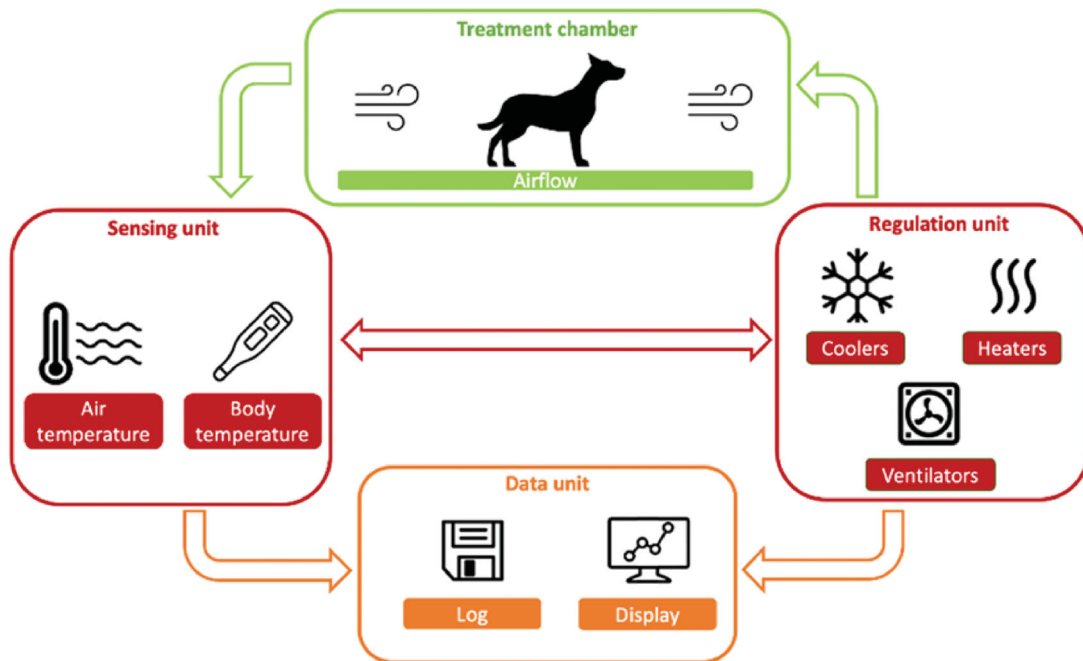 Treatment chamber
Airflow
Sensing unit
Air
temperature
Body
temperature
Regulation unit
Coolers
Heaters
Ventilators
Data unit
Log
Display